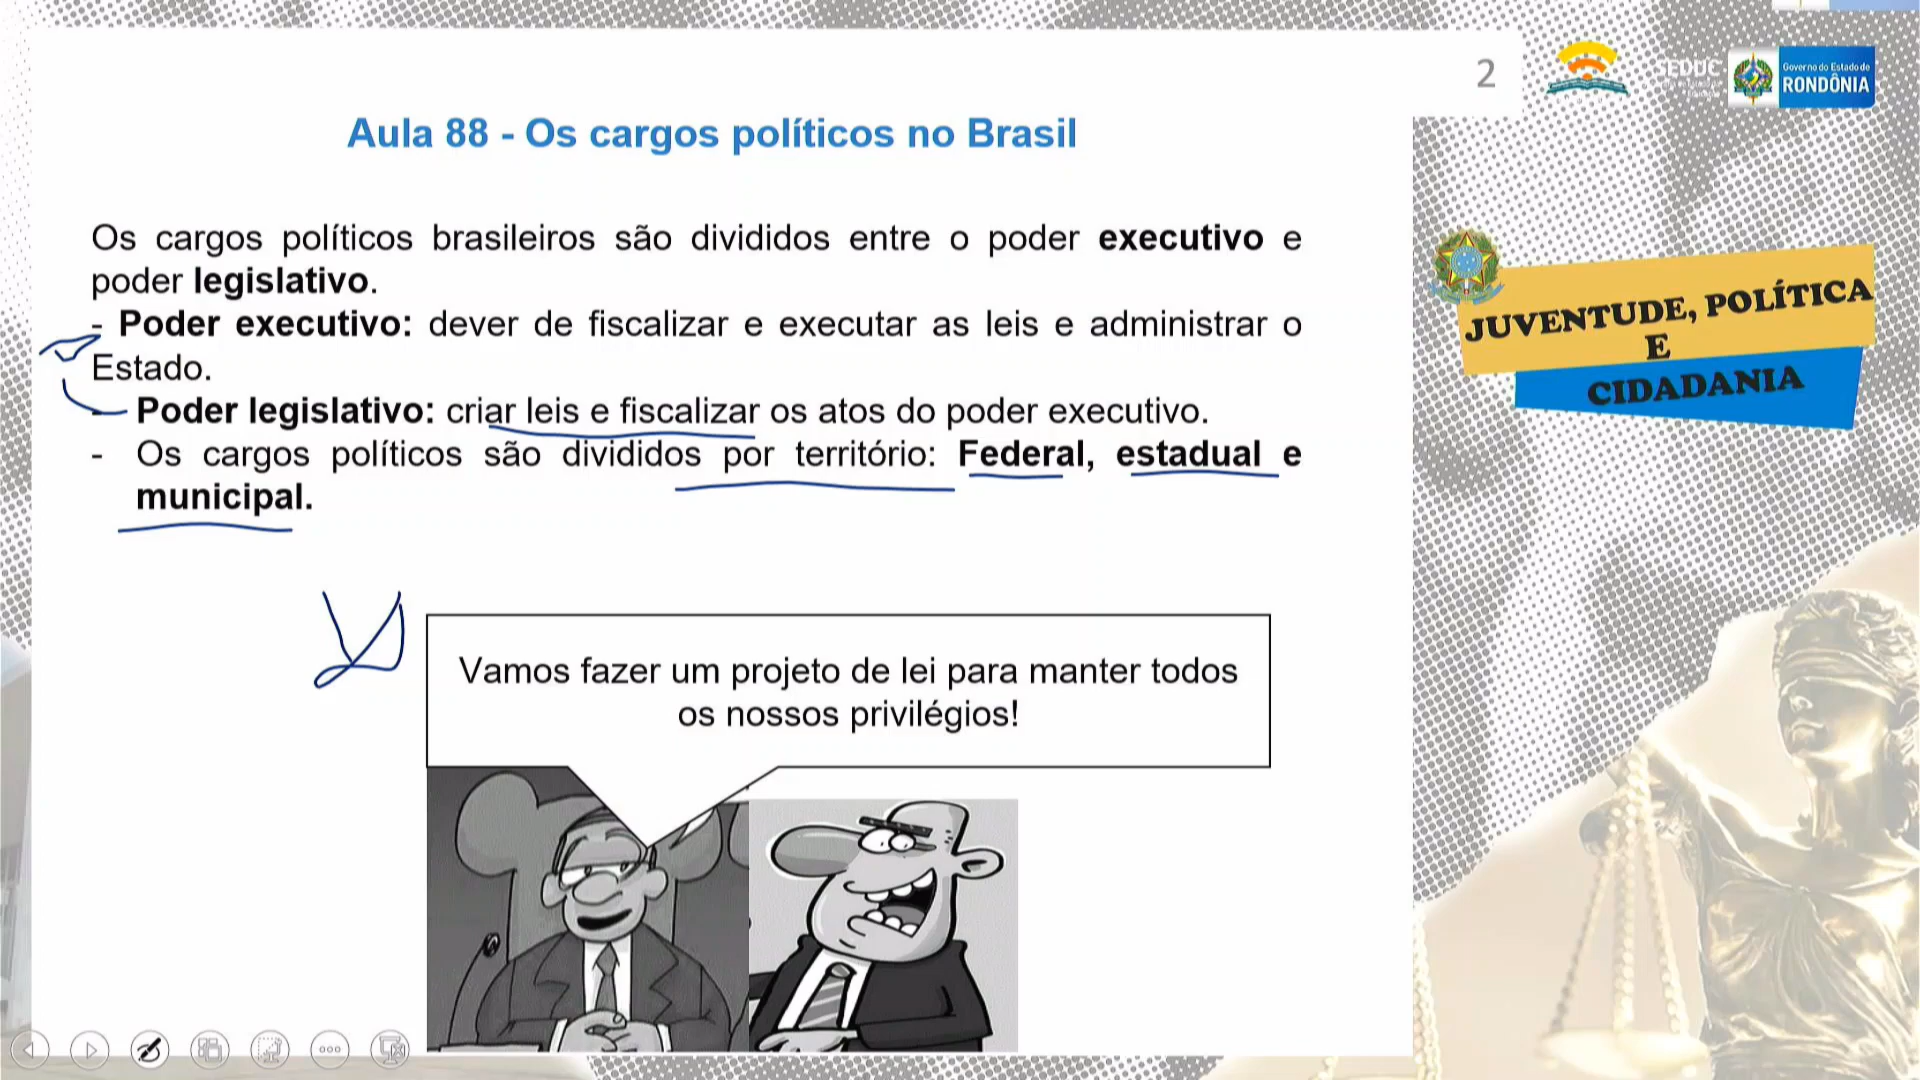 2
SEDUC
Governo do Estado de
RONDÔNIA
Aula 88 - Os cargos políticos no Brasil
Os cargos políticos brasileiros são divididos entre o poder executivo e
poder legislativo.
- Poder executivo: dever de fiscalizar e executar as leis e administrar o
Estado.
- Poder legislativo: criar leis e fiscalizar os atos do poder executivo.
- Os cargos políticos são divididos por território: Federal, estadual e
municipal.
JUVENTUDE, POLÍTICA
E
CIDADANIA
Vamos fazer um projeto de lei para manter todos
os nossos privilégios!